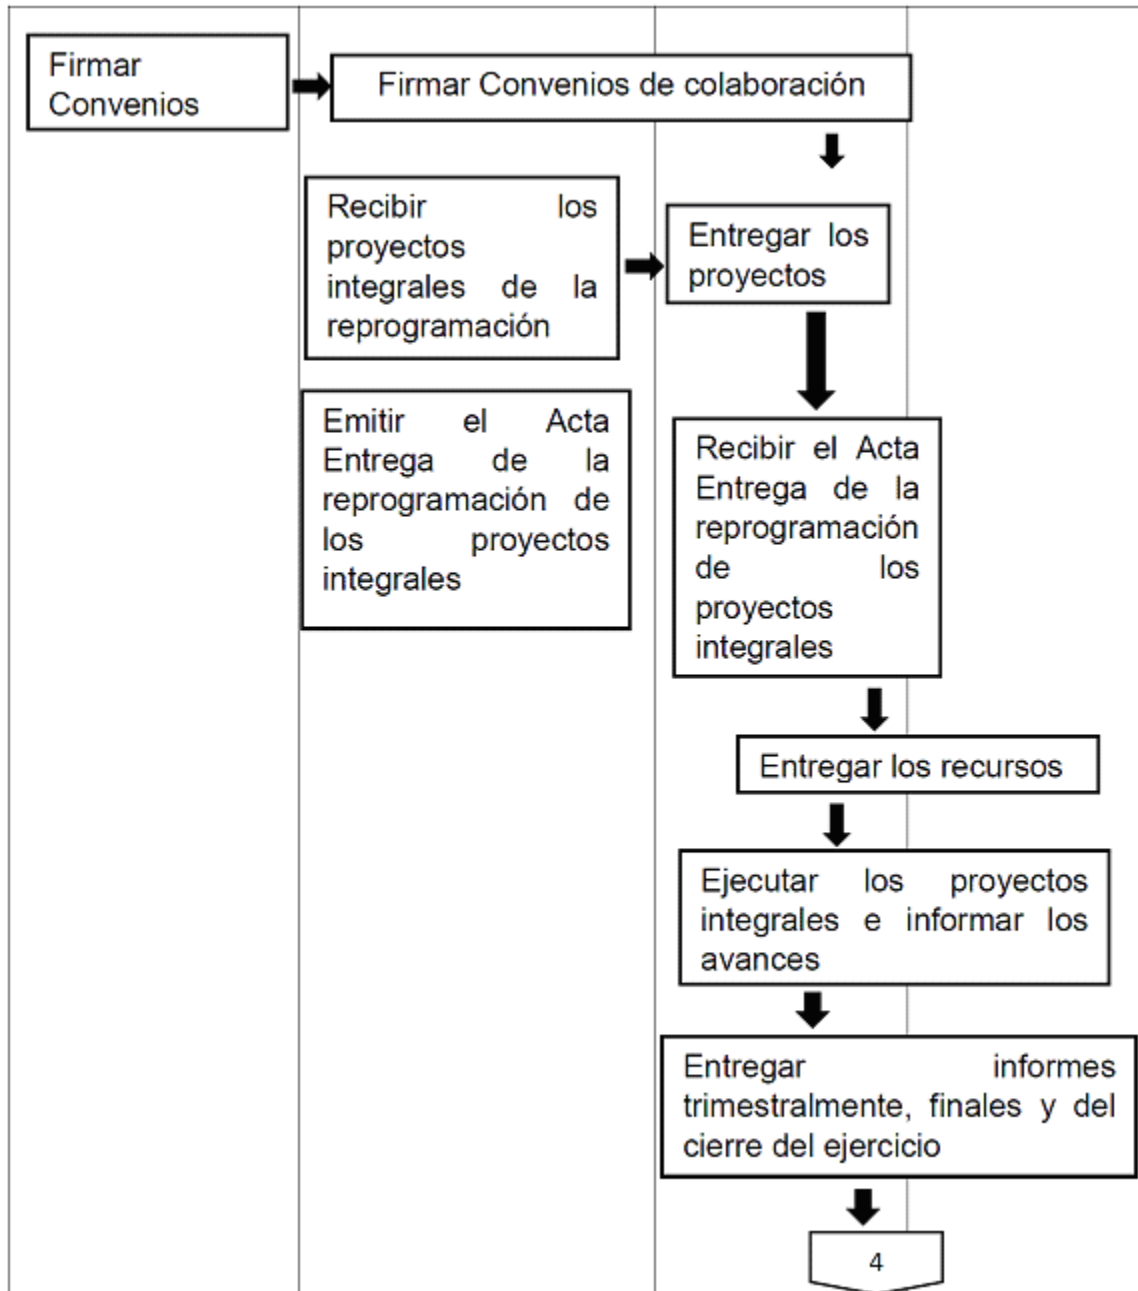 Firmar
Convenios
Firmar Convenios de colaboración
Recibir los
proyectos
integrales de la
reprogramación
Entregar los
proyectos
Emitir el Acta
Entrega de la
reprogramación de
los proyectos
integrales
Recibir el Acta
Entrega de la
reprogramación
de los
proyectos
integrales
Entregar los recursos
Ejecutar los proyectos
integrales e informar los
avances
Entregar informes
trimestralmente, finales y del
cierre del ejercicio
4